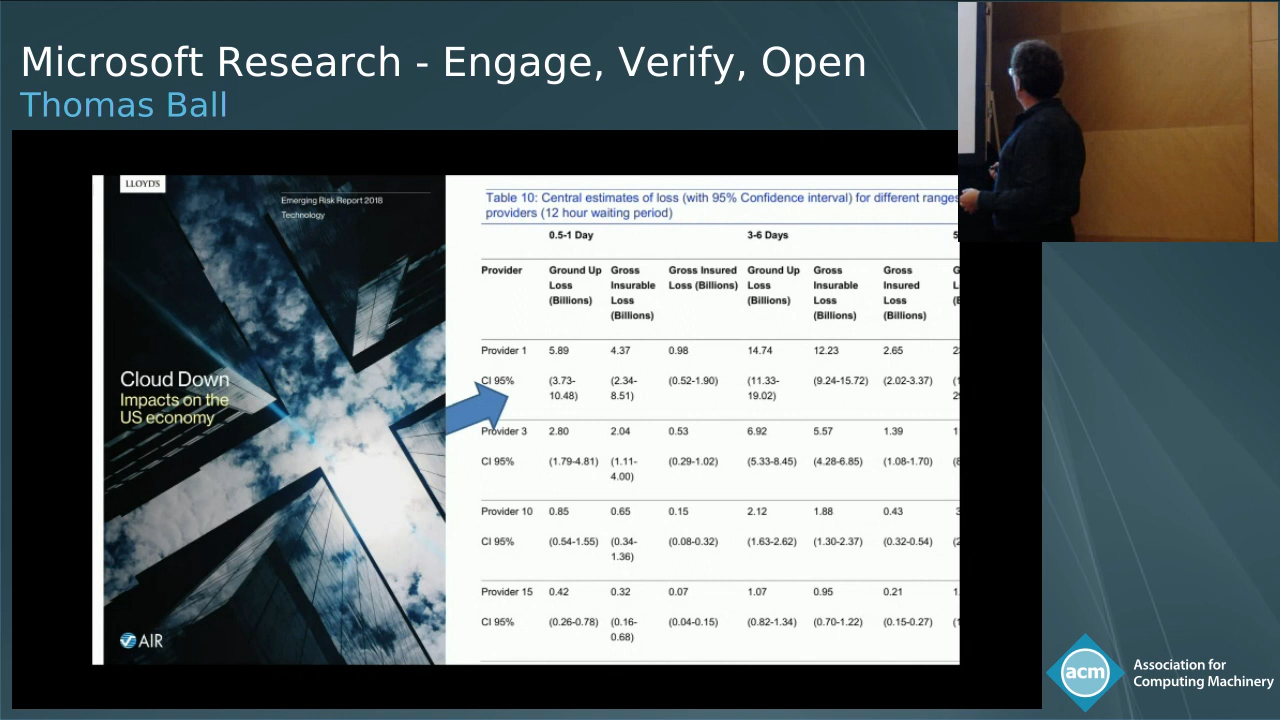 Microsoft Research - Engage, Verify, Open
Thomas Ball
LLOYD'S
Emerging Risk Report 2018
Technology
Cloud Down
Impacts on the
US economy
AIR
Table 10: Central estimates of loss (with 95% Confidence interval) for different ranges
providers (12 hour waiting period)
0.5-1 Day 3-6 Days
Provider Ground Up Gross Gross Insured Ground Up Gross Gross
Loss Insurable Loss (Billions) Loss Insurable Insured
(Billions) Loss (Billions) Loss Loss
(Billions) (Billions) (Billions)
Provider 1 5.89 4.37 0.98 14.74 12.23 2.65
CI 95% (3.73- (2.34- (0.52-1.90) (11.33- (9.24-15.72) (2.02-3.37)
10.48) 8.51) 19.02)
Provider 3 2.80 2.04 0.53 6.92 5.57 1.39
CI 95% (1.79-4.81) (1.11- (0.29-1.02) (5.33-8.45) (4.28-6.85) (1.08-1.70)
4.00)
Provider 10 0.85 0.65 0.15 2.12 1.88 0.43
CI 95% (0.54-1.55) (0.34- (0.08-0.32) (1.63-2.62) (1.30-2.37) (0.32-0.54)
1.36)
Provider 15 0.42 0.32 0.07 1.07 0.95 0.21
CI 95% (0.26-0.78) (0.16- (0.04-0.15) (0.82-1.34) (0.70-1.22) (0.15-0.27)
0.68)
acm
Association for
Computing Machinery